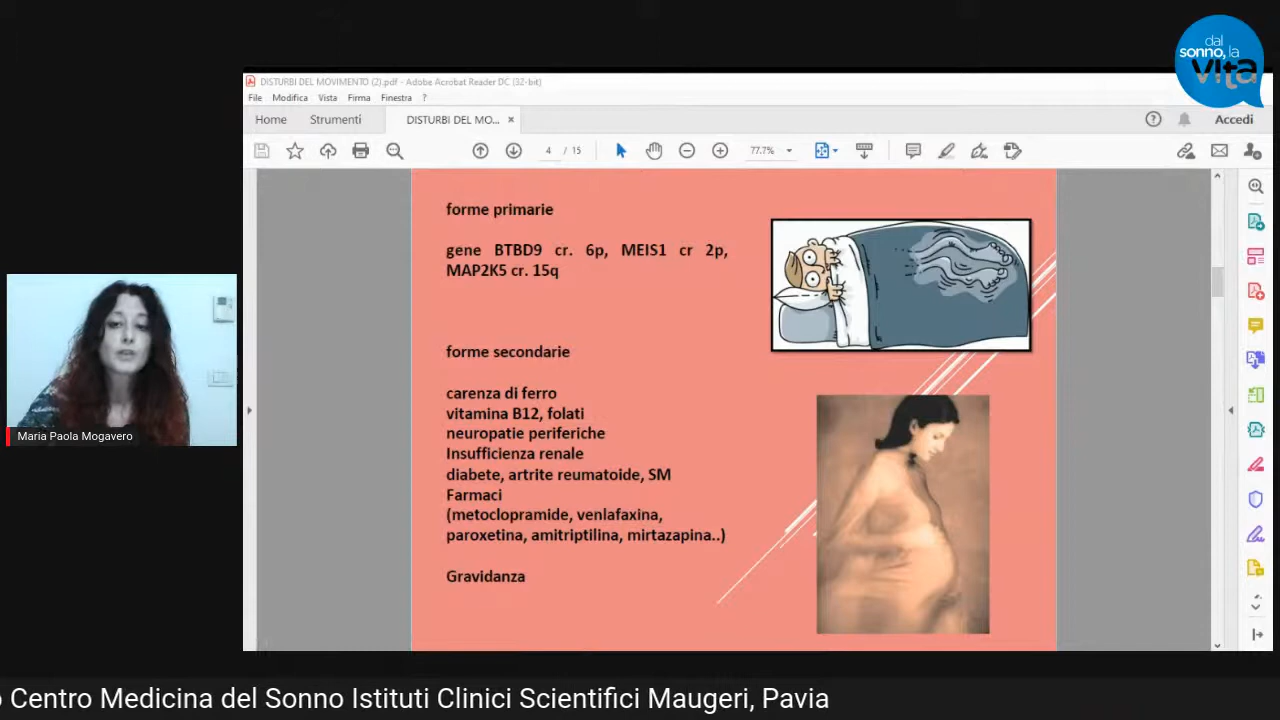 dal
sonno, la
vita
DISTURBI DEL MOVIMENTO (2).pdf - Adobe Acrobat Reader DC (32-bit)
File Modifica Vista Firma Finestra ?
Home Strumenti DISTURBI DEL MO... × Accedi
4 / 15 77.7%
forme primarie
gene BTBD9 cr. 6p, MEIS1 cr 2p,
MAP2K5 cr. 15q
forme secondarie
carenza di ferro
vitamina B12, folati
neuropatie periferiche
Insufficienza renale
diabete, artrite reumatoide, SM
Farmaci
(metoclopramide, venlafaxina,
paroxetina, amitriptilina, mirtazapina..)
Gravidanza
Maria Paola Mogavero
o Centro Medicina del Sonno Istituti Clinici Scientifici Maugeri, Pavia